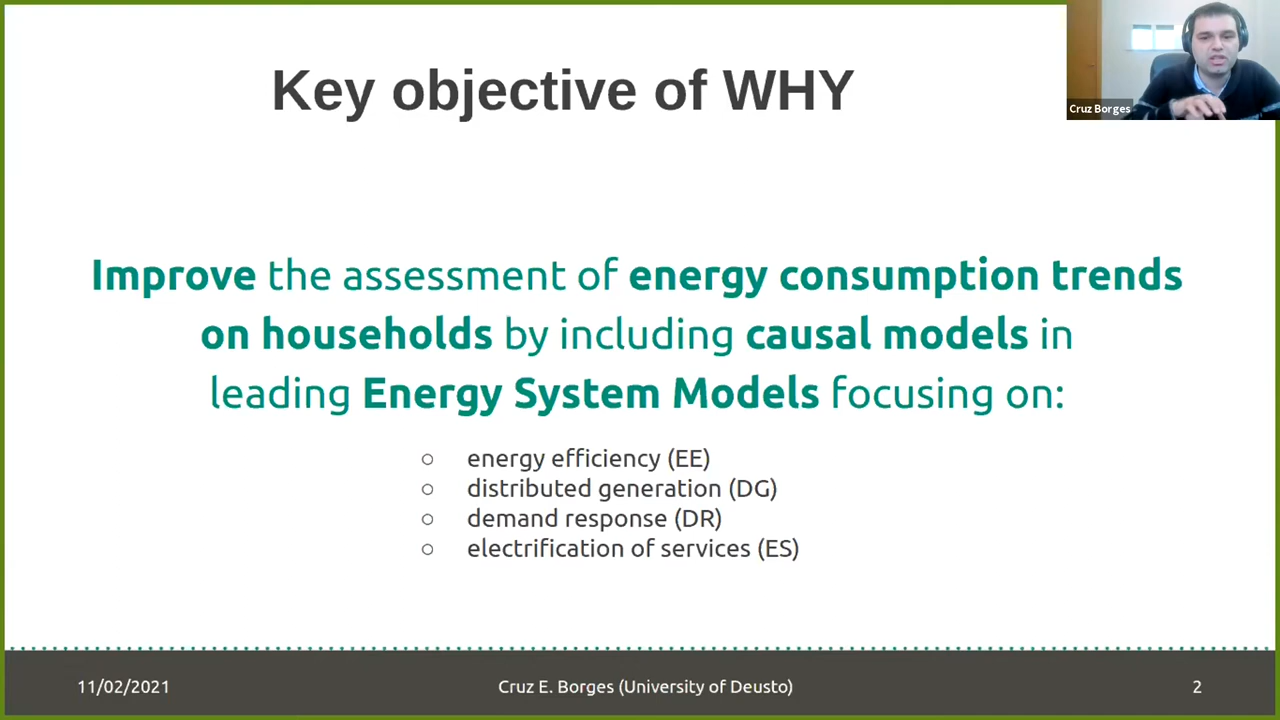 Key objective of WHY
Cruz Borges
Improve the assessment of energy consumption trends
on households by including causal models in
leading Energy System Models focusing on:
○ energy efficiency (EE)
○ distributed generation (DG)
○ demand response (DR)
○ electrification of services (ES)
11/02/2021 Cruz E. Borges (University of Deusto) 2